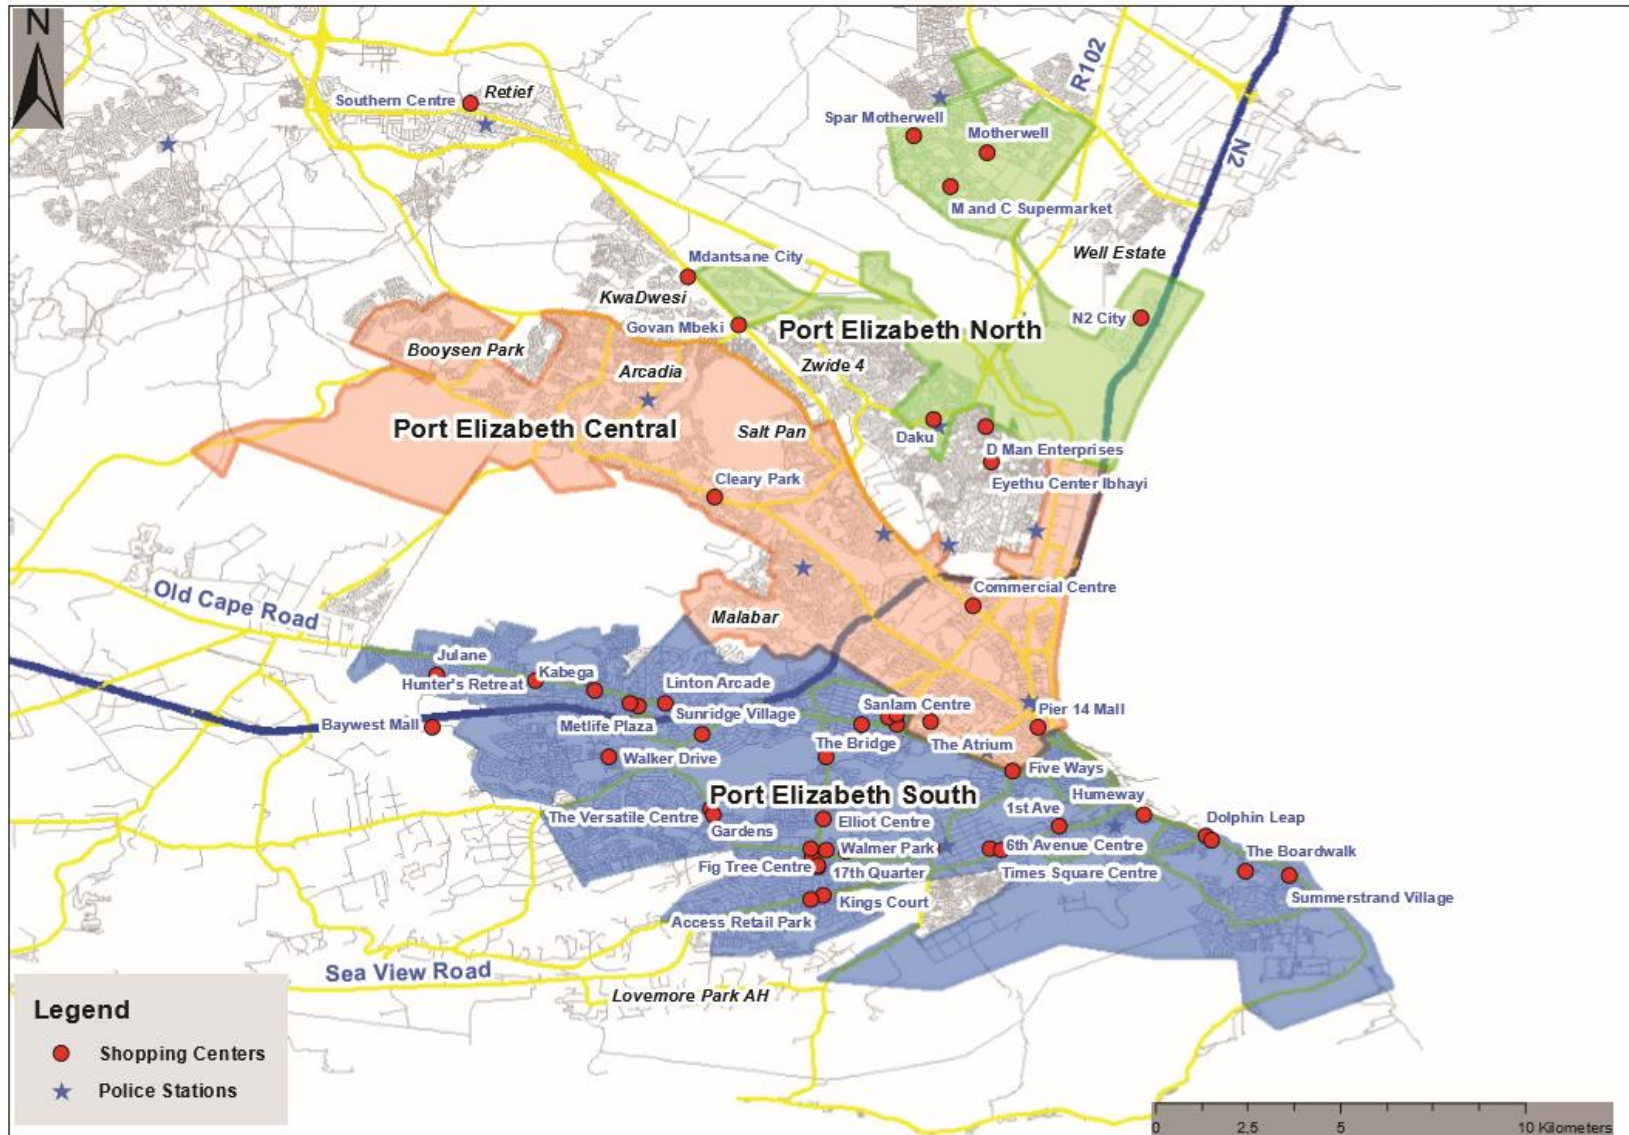 N
R102
Retief
Southern Centre
Spar Motherwell
Motherwell
N2
M and C Supermarket
Well Estate
Mdantsane City
KwaDwesi
N2 City
Govan Mbeki
Port Elizabeth North
Booysen Park
Zwide 4
Arcadia
Port Elizabeth Central
Salt Pan
Daku
D Man Enterprises
Cleary Park
Eyethu Center Ibhayi
Old Cape Road
Commercial Centre
Malabar
Julane
Kabega
Hunter's Retreat
Linton Arcade
Sanlam Centre
Sunridge Village
Pier 14 Mall
Baywest Mall
Metlife Plaza
The Bridge
The Atrium
Walker Drive
Five Ways
Port Elizabeth South
Humeway
1st Ave
The Versatile Centre
Elliot Centre
Dolphin Leap
Gardens
Walmer Park
6th Avenue Centre
The Boardwalk
Fig Tree Centre
17th Quarter
Times Square Centre
Kings Court
Summerstrand Village
Access Retail Park
Sea View Road
Lovemore Park AH
Legend
Shopping Centers
Police Stations
0 2,5 5 10 Kilometers